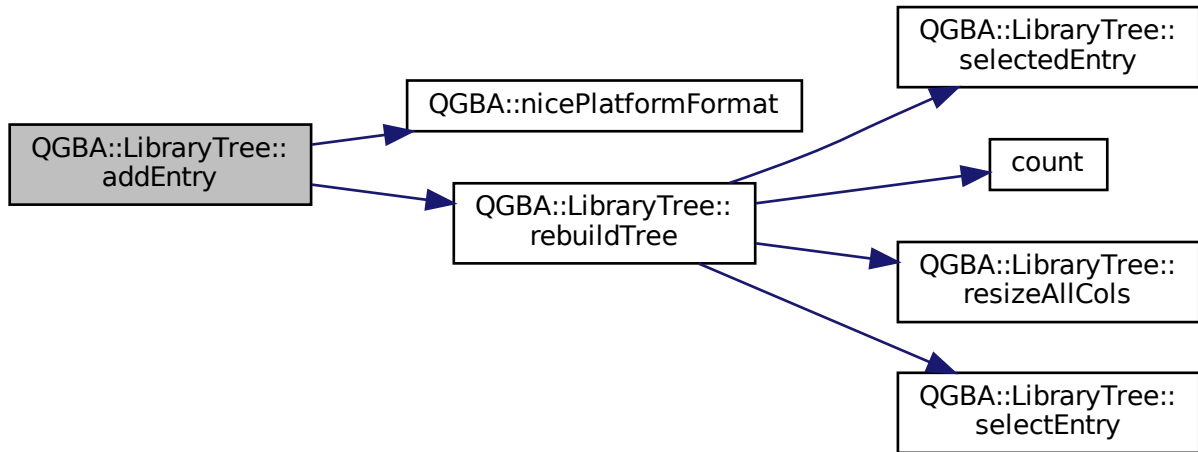 QGBA::LibraryTree::
addEntry
QGBA::nicePlatformFormat
QGBA::LibraryTree::
rebuildTree
QGBA::LibraryTree::
selectedEntry
count
QGBA::LibraryTree::
resizeAllCols
QGBA::LibraryTree::
selectEntry